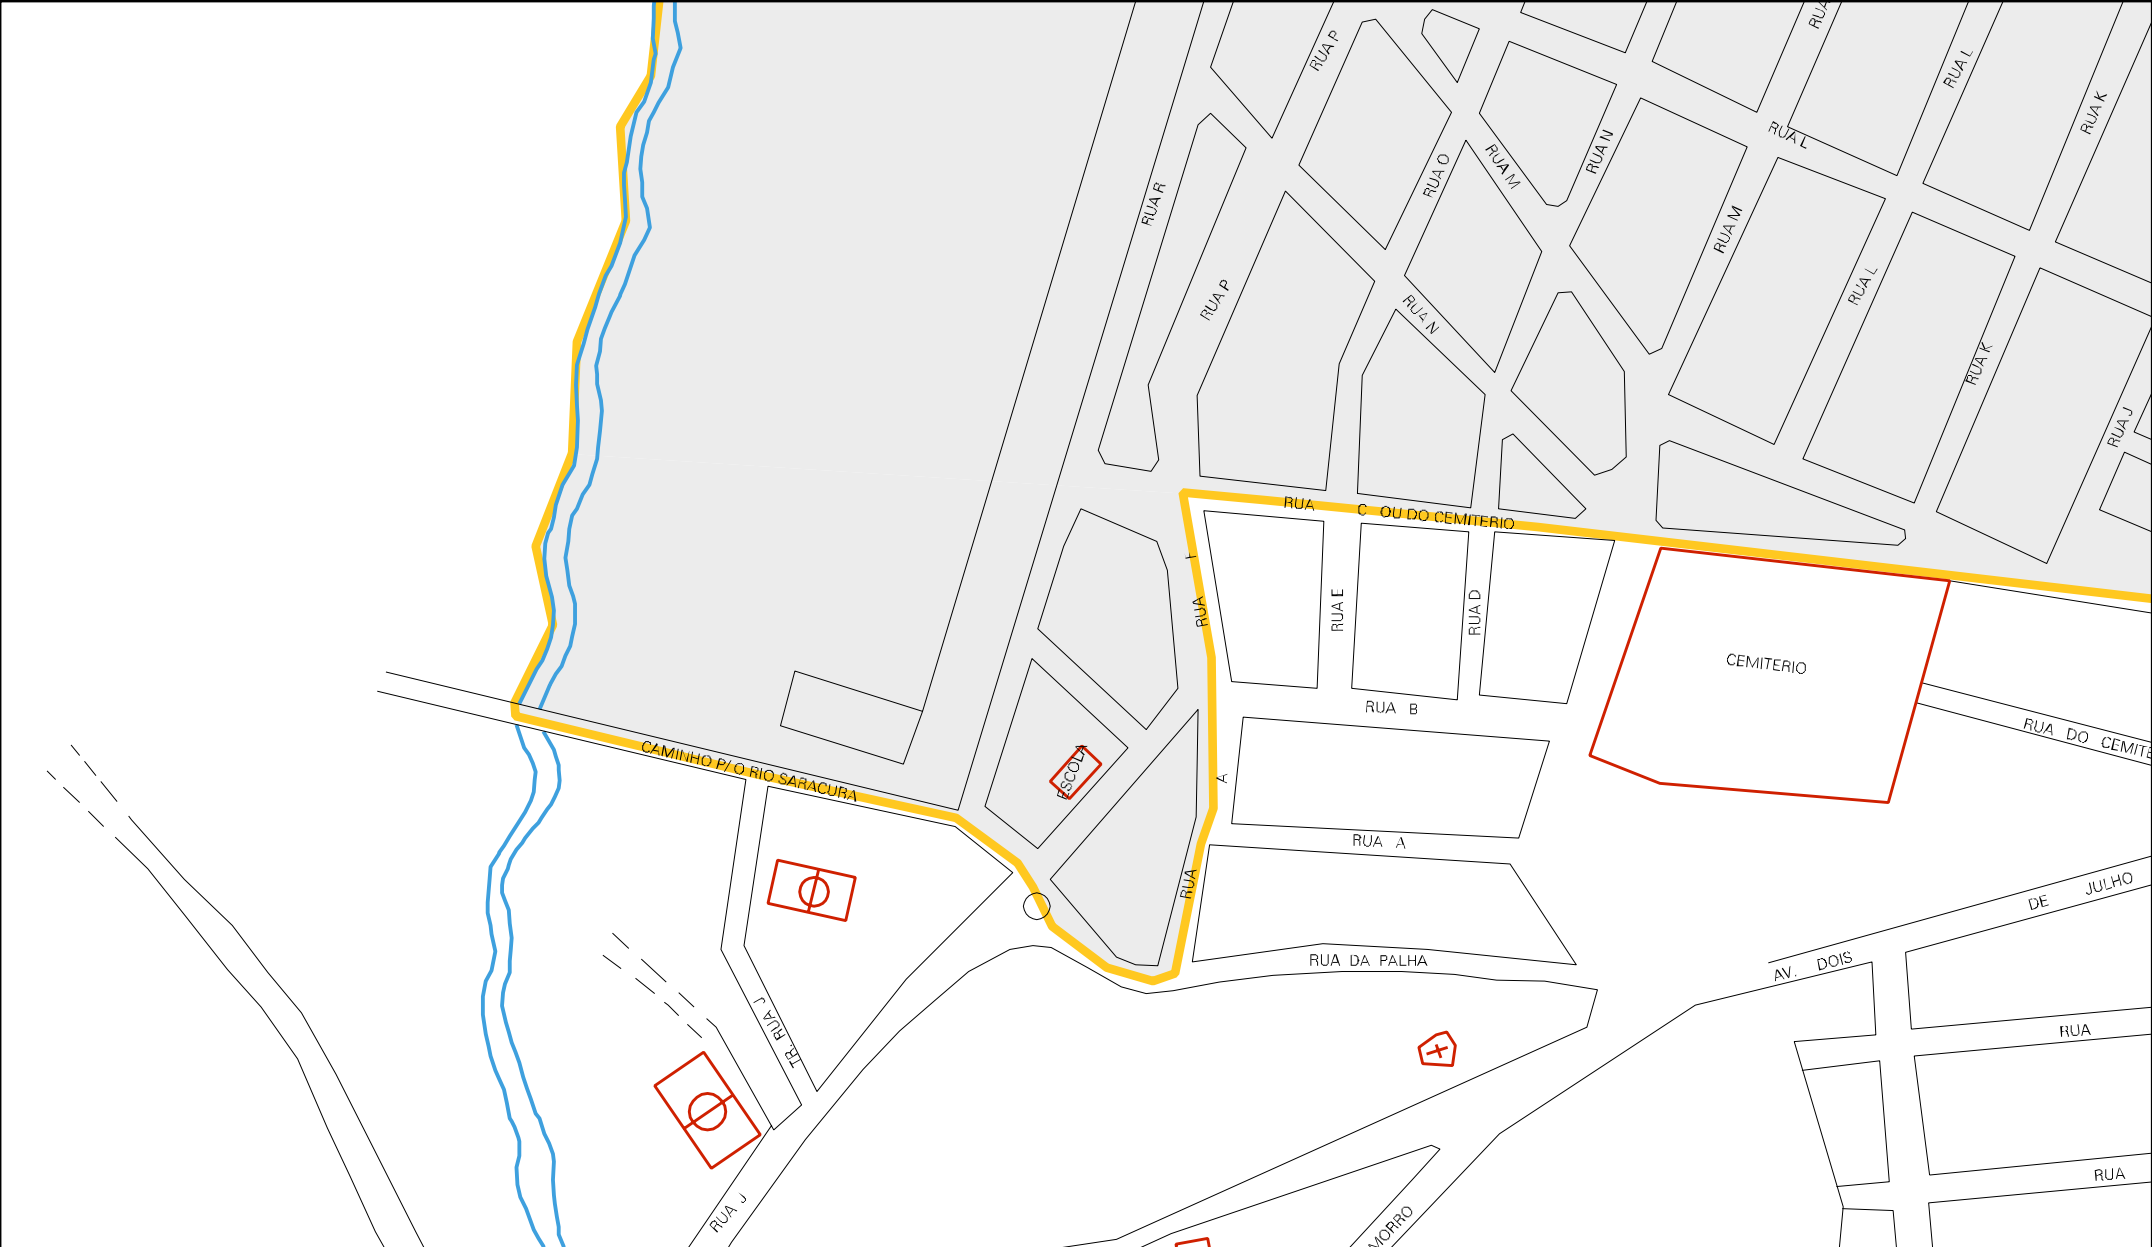 RUA P
RUA L
RUA K
RUA L
RUA N
RUA M
RUA O
RUA R
RUA M
RUA P
RUA L
RUA N
RUA K
RUA J
RUA C OU DO CEMITERIO
RUA
RUA E
RUA D
CEMITERIO
RUA B
RUA DO CEMITE
CAMINHO P/ O RIO SARACURA
ESCOLA
A
RUA A
RUA
JULHO
DE
RUA DA PALHA
AV. DOIS
TR. RUA J
RUA
RUA
RUA J
MORRO